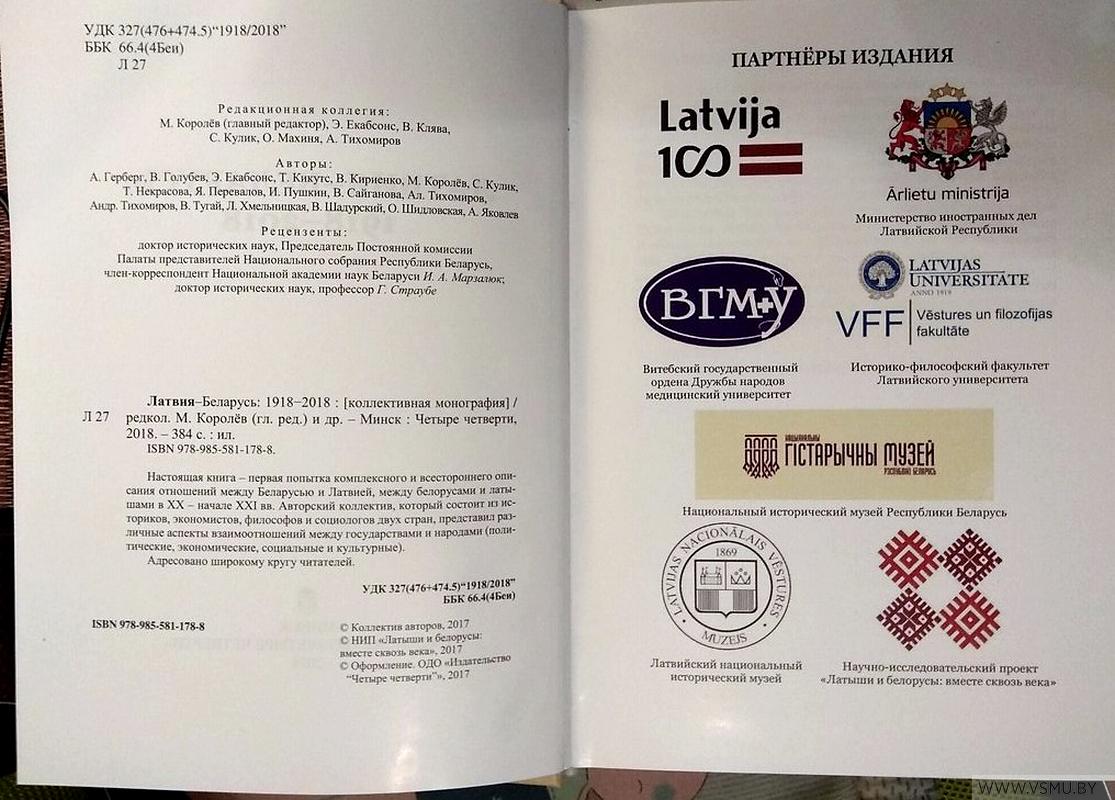 УДК 327(476+474.5)“1918/2018”
ББК 66.4(4Беи)
Л 27
Редакционная коллегия:
М. Королёв (главный редактор), Э. Екабсонс, В. Клява,
С. Кулик, О. Махиня, А. Тихомиров
Авторы:
А. Герберг, В. Голубев, Э. Екабсонс, Т. Кикутс, В. Кириенко, М. Королёв, С. Кулик,
Т. Некрасова, Я. Перевалов, И. Пушкин, В. Сайганова, Ал. Тихомиров,
Андр. Тихомиров, В. Тугай, Л. Хмельницкая, В. Шадурский, О. Шидловская, А. Яковлев
Рецензенты:
доктор исторических наук, Председатель Постоянной комиссии
Палаты представителей Национального собрания Республики Беларусь,
член-корреспондент Национальной академии наук Беларуси И. А. Марзалюк;
доктор исторических наук, профессор Г. Страубе
Латвия–Беларусь: 1918–2018 : [коллективная монография] /
Л 27 редкол. М. Королёв (гл. ред.) и др. – Минск : Четыре четверти,
2018. – 384 с. : ил.
ISBN 978-985-581-178-8.
Настоящая книга – первая попытка комплексного и всестороннего опи-
сания отношений между Беларусью и Латвией, между белорусами и латы-
шами в XX – начале XXI вв. Авторский коллектив, который состоит из ис-
ториков, экономистов, философов и социологов двух стран, представил раз-
личные аспекты взаимоотношений между государствами и народами (поли-
тические, экономические, социальные и культурные).
Адресовано широкому кругу читателей.
УДК 327(476+474.5)“1918/2018”
ББК 66.4(4Беи)
ISBN 978-985-581-178-8
© Коллектив авторов, 2017
© НИП «Латыши и белорусы:
вместе сквозь века», 2017
© Оформление. ОДО «Издательство
“Четыре четверти”», 2017
ПАРТНЁРЫ ИЗДАНИЯ
Latvija
100
Ārlietu ministrija
Министерство иностранных дел
Латвийской Республики
ВГМУ
Витебский государственный
ордена Дружбы народов
медицинский университет
LATVIJAS
UNIVERSITĀTE
ANNO 1919
VFF
Vēstures un filozofijas
fakultāte
Историко-философский факультет
Латвийского университета
НАЦЫЯНАЛЬНЫ
ГІСТАРЫЧНЫ МУЗЕЙ
РЭСПУБЛІКІ БЕЛАРУСЬ
Национальный исторический музей Республики Беларусь
LATVIJAS NACIONĀLAIS VĒSTURES
1869
MUZEJS
Латвийский национальный
исторический музей
Научно-исследовательский проект
«Латыши и белорусы: вместе сквозь века»
WWW.VSMU.BY